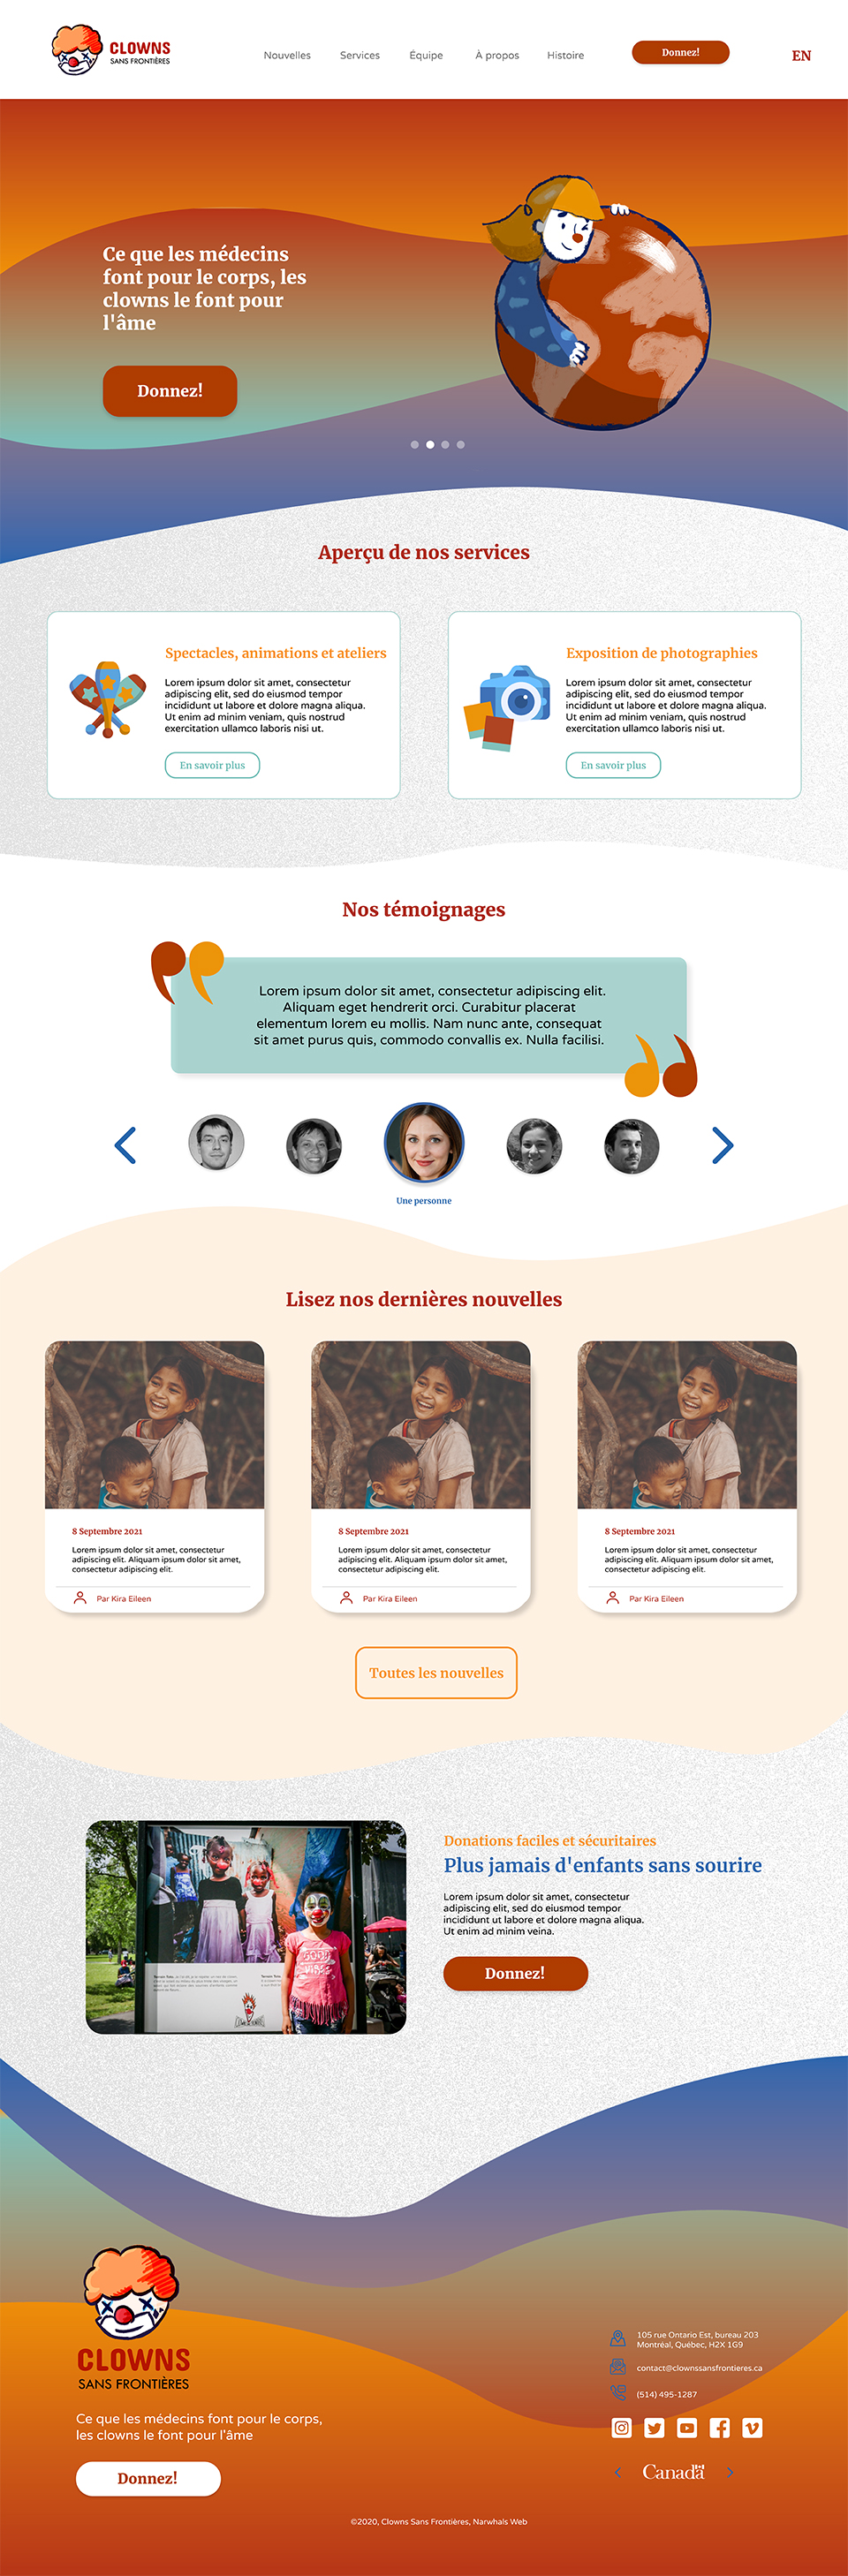 CLOWNS
SANS FRONTIÈRES
Nouvelles
Services
Équipe
À propos
Histoire
Donnez!
EN
Ce que les médecins
font pour le corps, les
clowns le font pour
l'âme
Donnez!
Aperçu de nos services
Spectacles, animations et ateliers
Lorem ipsum dolor sit amet, consectetur
adipiscing elit, sed do eiusmod tempor
incididunt ut labore et dolore magna aliqua.
Ut enim ad minim veniam, quis nostrud
exercitation ullamco laboris nisi ut.
En savoir plus
Exposition de photographies
Lorem ipsum dolor sit amet, consectetur
adipiscing elit, sed do eiusmod tempor
incididunt ut labore et dolore magna aliqua.
Ut enim ad minim veniam, quis nostrud
exercitation ullamco laboris nisi ut.
En savoir plus
Nos témoignages
Lorem ipsum dolor sit amet, consectetur adipiscing elit.
Aliquam eget hendrerit orci. Curabitur placerat
elementum lorem eu mollis. Nam nunc ante, consequat
sit amet purus quis, commodo convallis ex. Nulla facilisi.
Une personne
Lisez nos dernières nouvelles
8 Septembre 2021
Lorem ipsum dolor sit amet, consectetur
adipiscing elit. Aliquam ipsum dolor sit amet,
consectetur adipiscing elit.
Par Kira Eileen
8 Septembre 2021
Lorem ipsum dolor sit amet, consectetur
adipiscing elit. Aliquam ipsum dolor sit amet,
consectetur adipiscing elit.
Par Kira Eileen
8 Septembre 2021
Lorem ipsum dolor sit amet, consectetur
adipiscing elit. Aliquam ipsum dolor sit amet,
consectetur adipiscing elit.
Par Kira Eileen
Toutes les nouvelles
Donations faciles et sécuritaires
Plus jamais d'enfants sans sourire
Lorem ipsum dolor sit amet, consectetur
adipiscing elit, sed do eiusmod tempor
incididunt ut labore et dolore magna aliqua.
Ut enim ad minim veina.
Donnez!
CLOWNS
SANS FRONTIÈRES
Ce que les médecins font pour le corps,
les clowns le font pour l'âme
Donnez!
105 rue Ontario Est, bureau 203
Montréal, Québec, H2X 1G9
contact@clownssansfrontieres.ca
(514) 495-1287
Canada
©2020, Clowns Sans Frontières, Narwhals Web